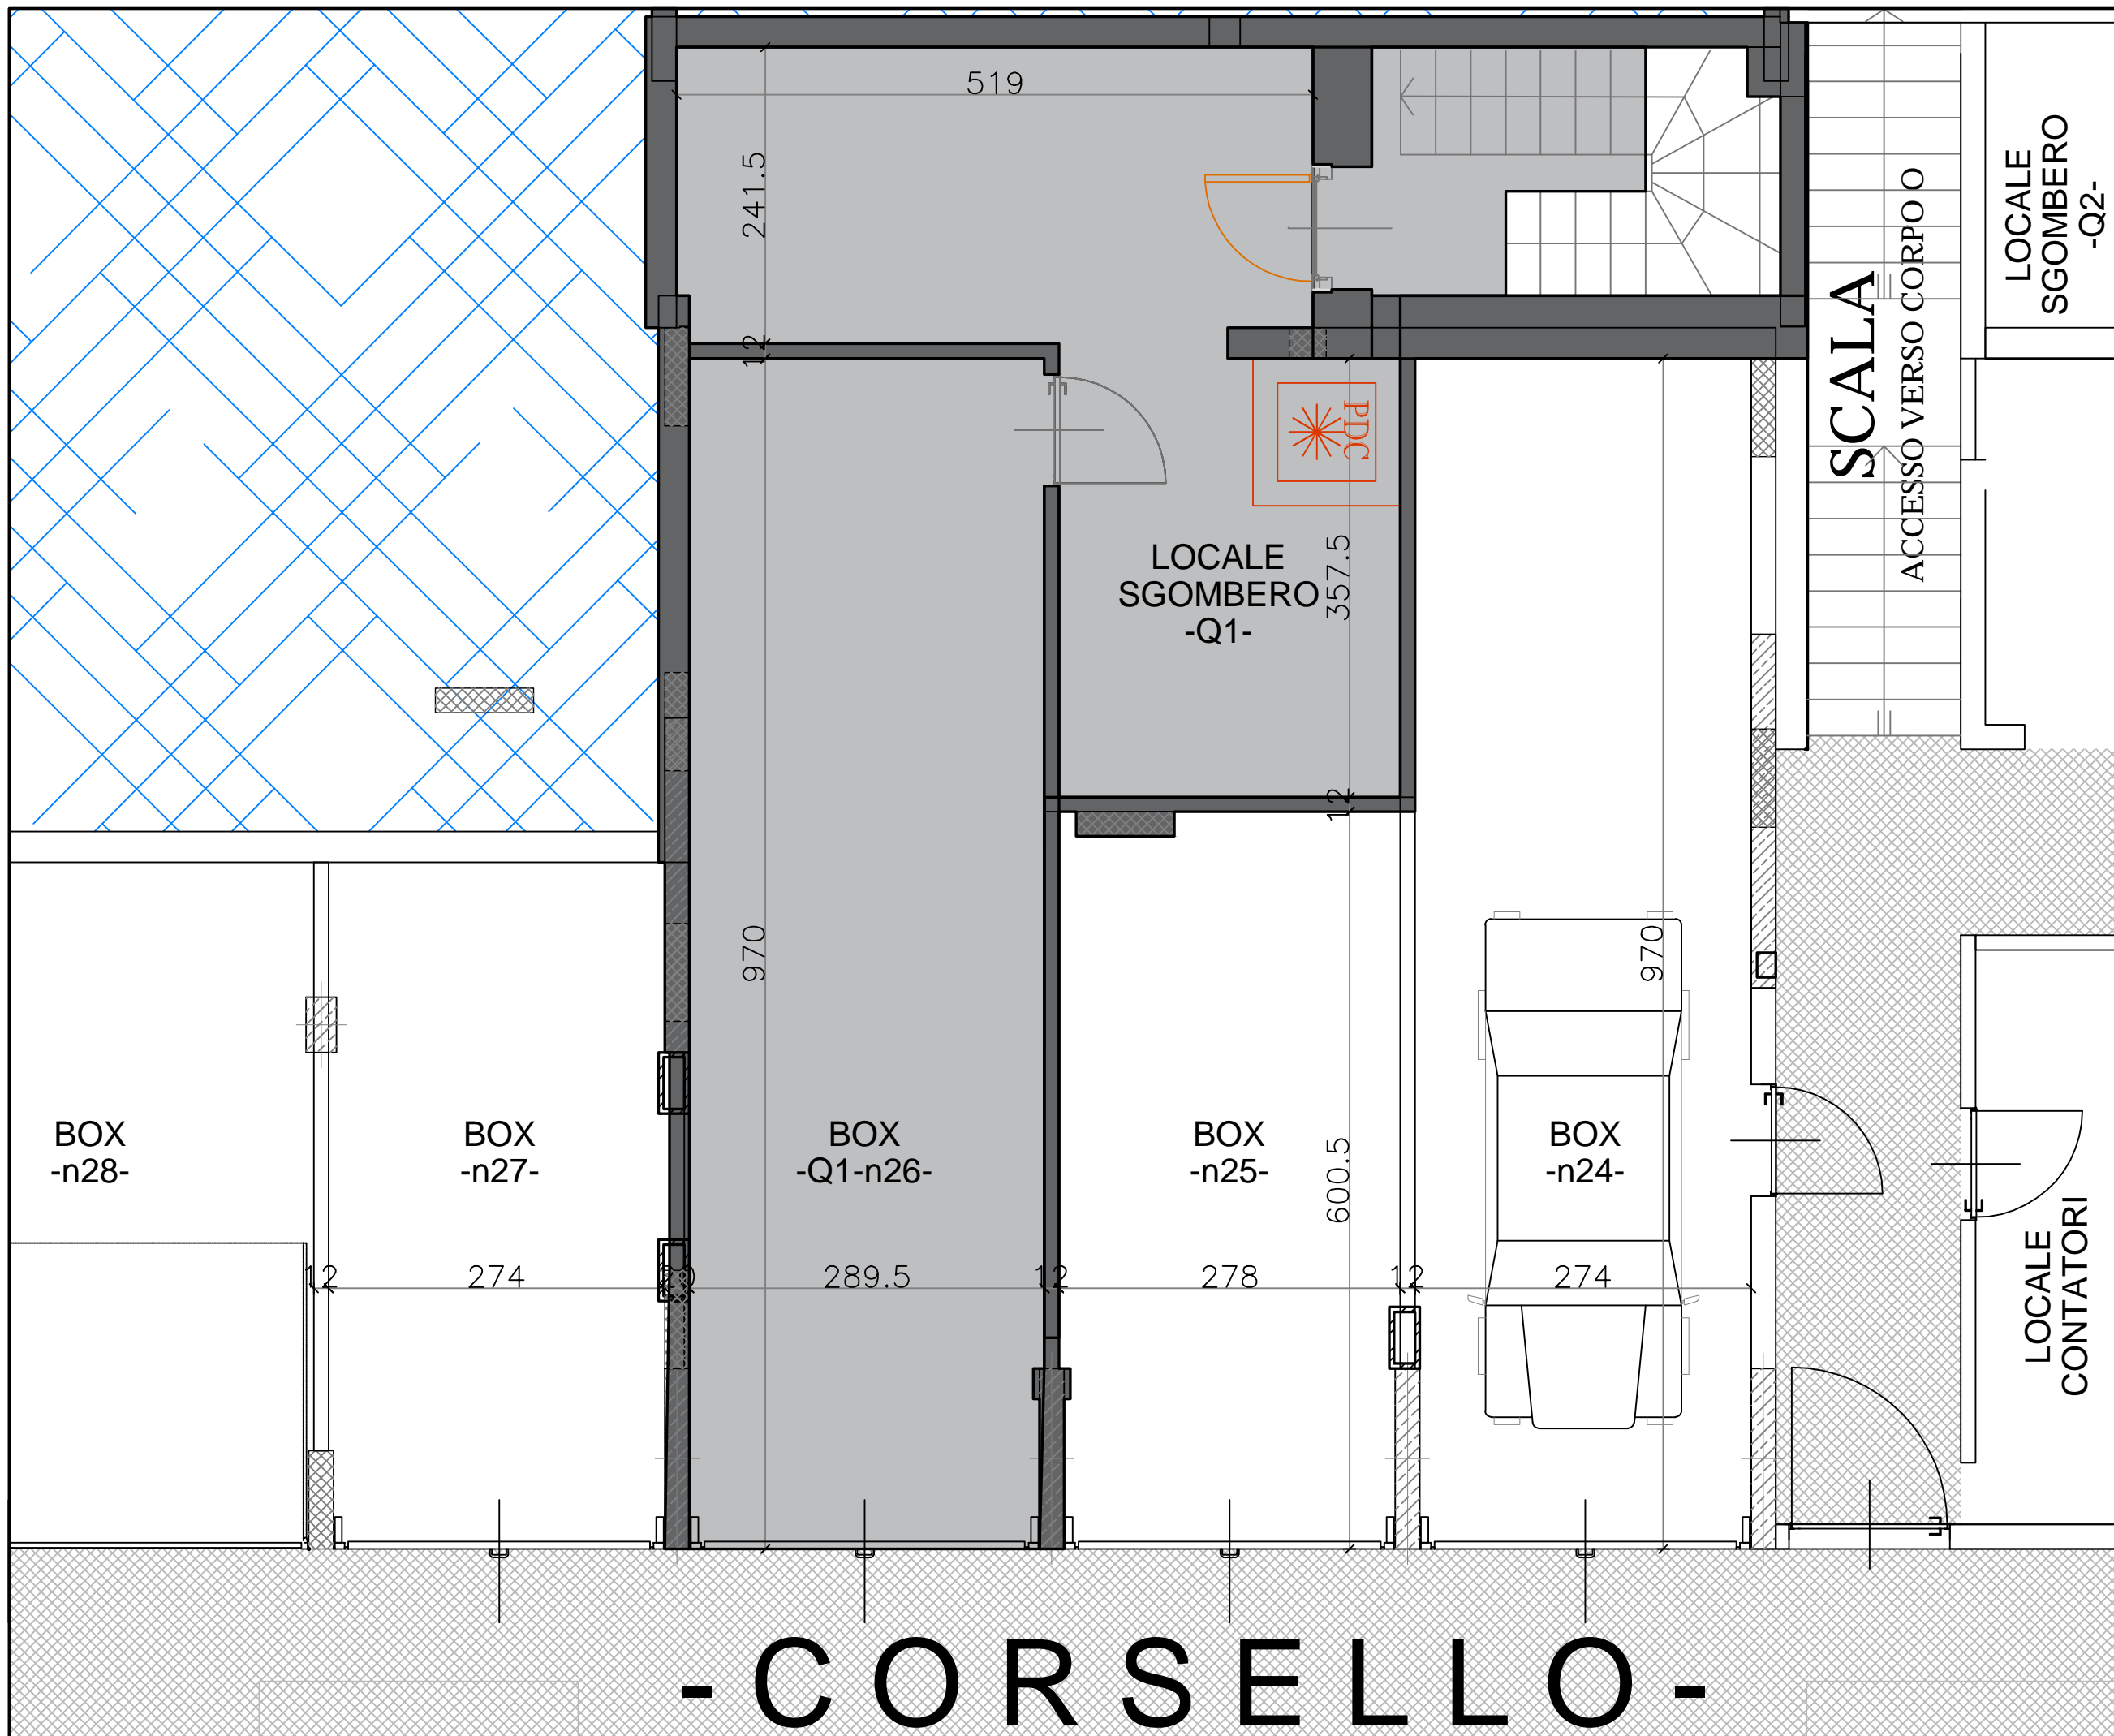 519
241.5
12
LOCALE
SGOMBERO
-Q2-
SCALA
ACCESSO VERSO CORPO O
PDC
LOCALE
SGOMBERO
-Q1-
357.5
12
970
970
600.5
BOX
-n28-
BOX
-n27-
BOX
-Q1-n26-
BOX
-n25-
BOX
-n24-
LOCALE
CONTATORI
12
274
20
289.5
12
278
12
274
-CORSELLO-